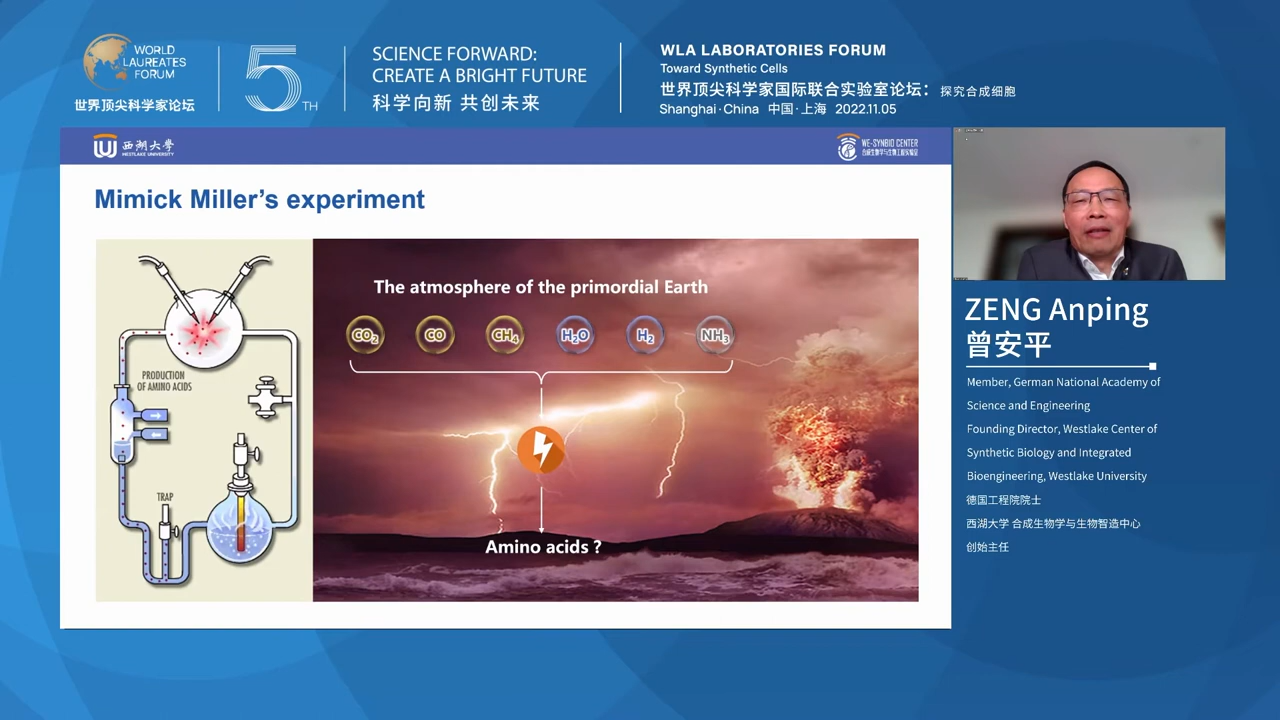 WORLD
LAUREATES
FORUM
世界顶尖科学家论坛
5TH
SCIENCE FORWARD:
CREATE A BRIGHT FUTURE
科学向新 共创未来
WLA LABORATORIES FORUM
Toward Synthetic Cells
世界顶尖科学家国际联合实验室论坛：探究合成细胞
Shanghai·China 中国·上海 2022.11.05
西湖大學
WESTLAKE UNIVERSITY
WE-SYNBIO CENTER
Mimick Miller's experiment
PRODUCTION
OF AMINO ACIDS
TRAP
The atmosphere of the primordial Earth
CO₂ CO CH₄ H₂O H₂ NH₃
Amino acids ?
ZENG Anping
曾安平
Member, German National Academy of
Science and Engineering
Founding Director, Westlake Center of
Synthetic Biology and Integrated
Bioengineering, Westlake University
德国工程院院士
西湖大学 合成生物学与生物智造中心
创始主任